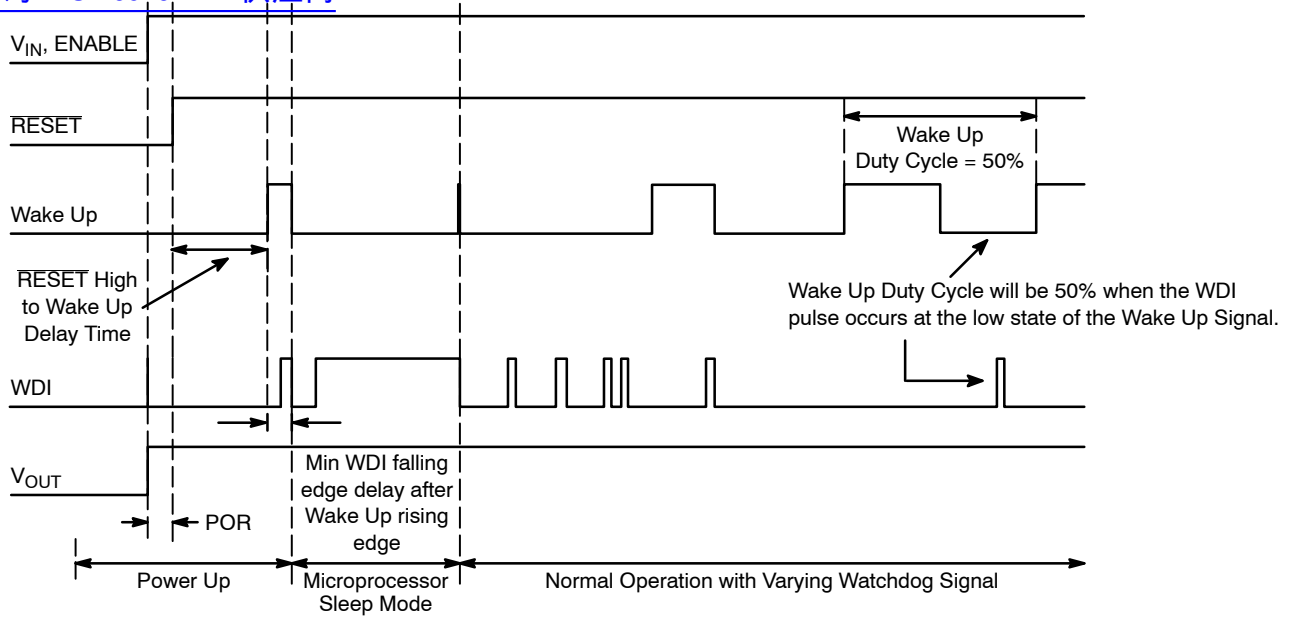 V_IN, ENABLE
RESET
Wake Up
Duty Cycle = 50%
Wake Up
RESET High
to Wake Up
Delay Time
Wake Up Duty Cycle will be 50% when the WDI
pulse occurs at the low state of the Wake Up Signal.
WDI
V_OUT
Min WDI falling
edge delay after
Wake Up rising
edge
POR
Power Up
Microprocessor
Sleep Mode
Normal Operation with Varying Watchdog Signal